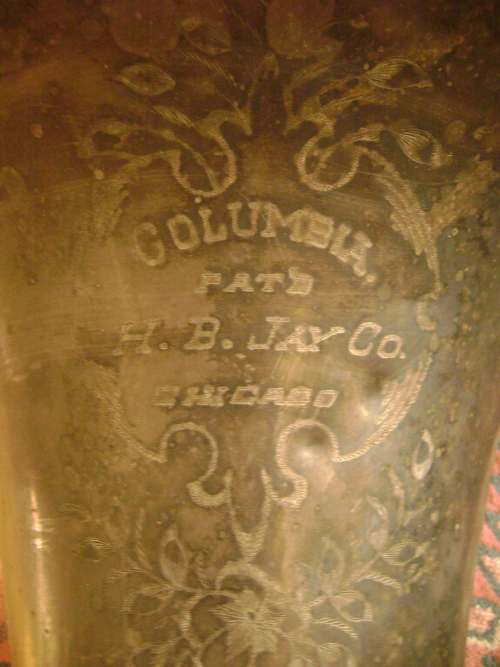 COLUMBIA.
PAT'D
H. B. JAY CO.
CHICAGO